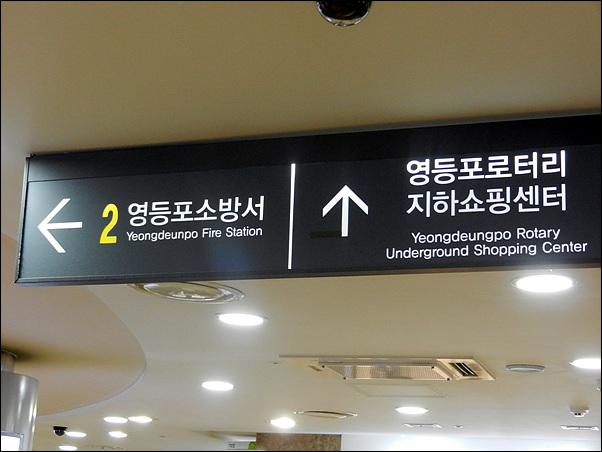 2 영등포소방서
Yeongdeunpo Fire Station
영등포로터리
지하쇼핑센터
Yeongdeungpo Rotary
Underground Shopping Center